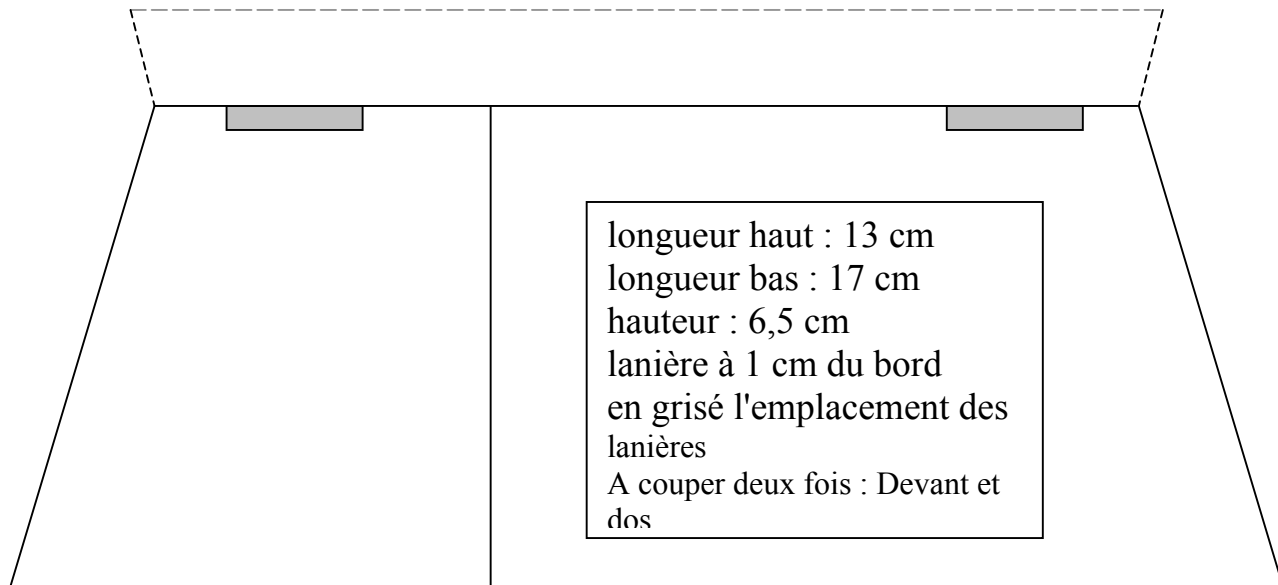 longueur haut : 13 cm
longueur bas : 17 cm
hauteur : 6,5 cm
lanière à 1 cm du bord
en grisé l'emplacement des
lanières
A couper deux fois : Devant et
dos